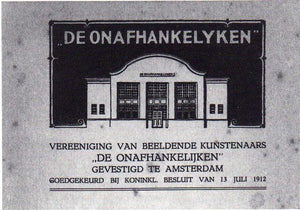 „DE ONAFHANKELYKEN"
VEREENIGING VAN BEELDENDE KUNSTENAARS
„DE ONAFHANKELIJKEN"
GEVESTIGD TE AMSTERDAM
GOEDGEKEURD BIJ KONINKL. BESLUIT VAN 13 JULI 1912